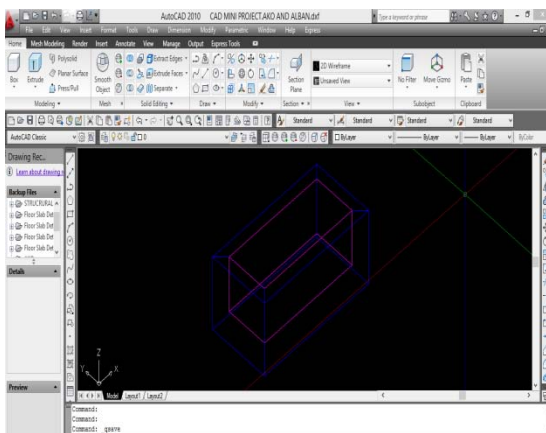 AutoCAD 2010 CAD MINI PROJECT.AKO AND ALBAN.dxf
Type a keyword or phrase
File Edit View Insert Format Tools Draw Dimension Modify Parametric Window Help Express
Home Mesh Modeling Render Insert Annotate View Manage Output Express Tools
Polysolid
Planar Surface
Press/Pull
Box Extrude
Smooth Object
Extract Edges
Extrude Faces
Separate
Section Plane
2D Wireframe
Unsaved View
No Filter Move Gizmo
Paste
Modeling Mesh Solid Editing Draw Modify Section View Subobject Clipboard
Standard Standard Standard Standard
AutoCAD Classic 0 ByLayer ByLayer ByLayer ByColor
Drawing Rec...
Learn about drawing
Backup Files
STRUCRURAL
Floor Slab Det
Floor Slab Det
Floor Slab Det
Details
Z
Y X
Preview
Model Layout1 Layout2
Command:
Command:
Command: qsave